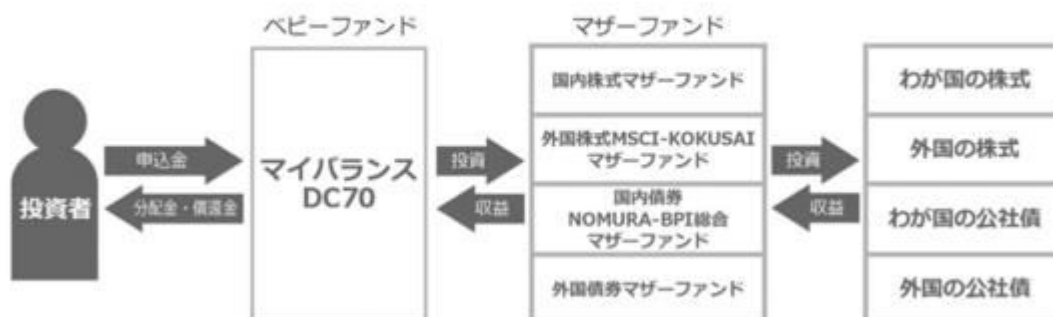 ベビーファンド
マザーファンド
投資者
申込金
分配金・償還金
マイバランス
DC70
投資
収益
国内株式マザーファンド
外国株式MSCI-KOKUSAI
マザーファンド
国内債券
NOMURA-BPI総合
マザーファンド
外国債券マザーファンド
投資
収益
わが国の株式
外国の株式
わが国の公社債
外国の公社債